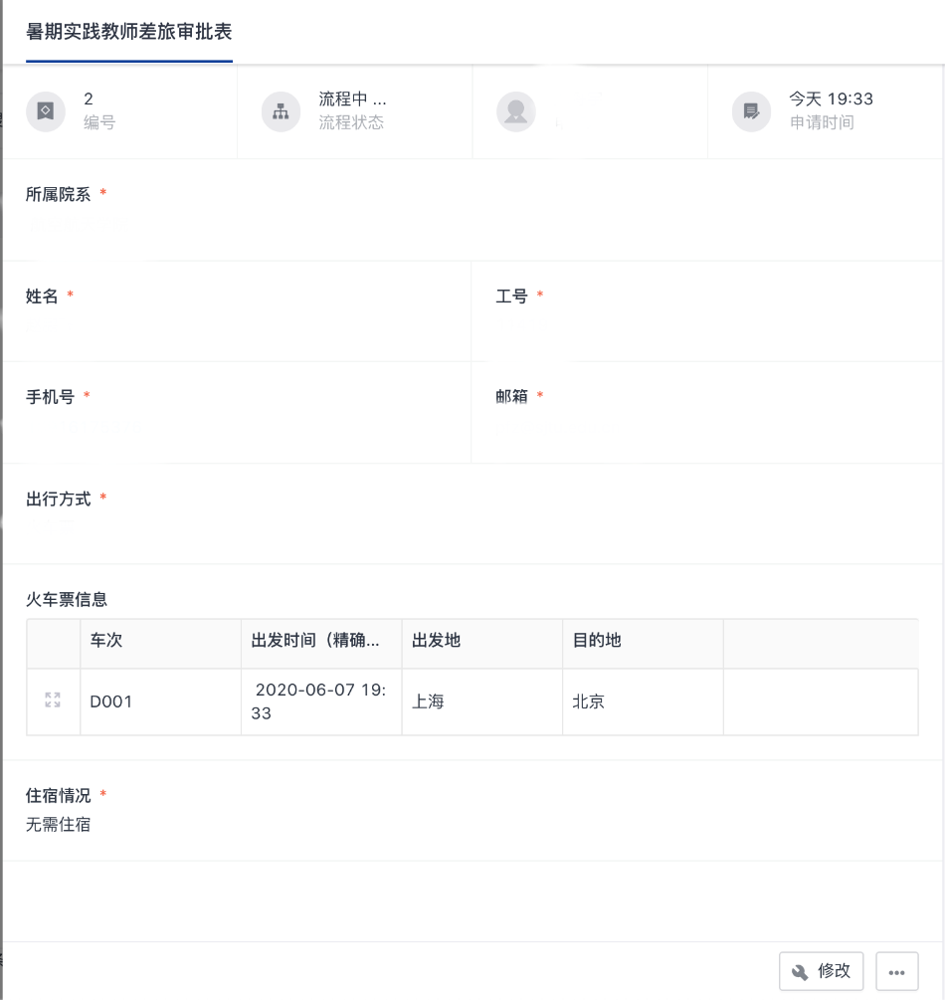 暑期实践教师差旅审批表
2
编号
流程中 ...
流程状态
今天 19:33
申请时间
所属院系 *
姓名 *
工号 *
手机号 *
邮箱 *
出行方式 *
火车票信息
车次
出发时间（精确...
出发地
目的地
D001
2020-06-07 19:
33
上海
北京
住宿情况 *
无需住宿
修改